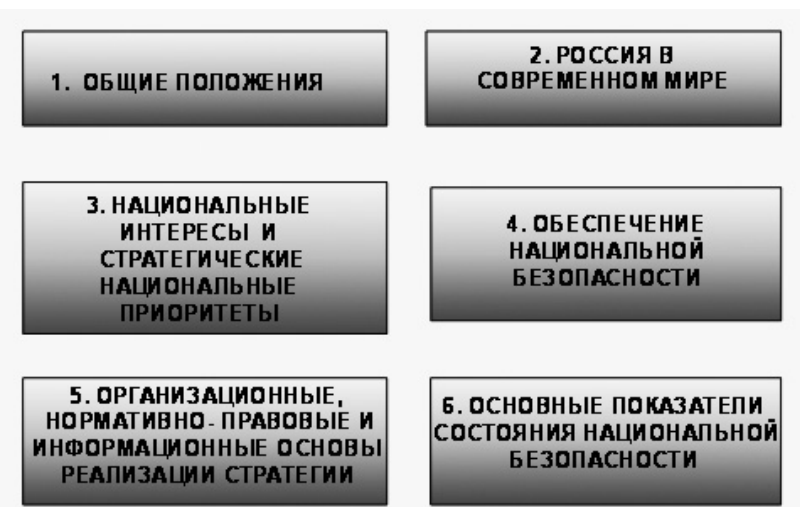 1. ОБЩИЕ ПОЛОЖЕНИЯ
2. РОССИЯ В
СОВРЕМЕННОМ МИРЕ
3. НАЦИОНАЛЬНЫЕ
ИНТЕРЕСЫ И
СТРАТЕГИЧЕСКИЕ
НАЦИОНАЛЬНЫЕ
ПРИОРИТЕТЫ
4. ОБЕСПЕЧЕНИЕ
НАЦИОНАЛЬНОЙ
БЕЗОПАСНОСТИ
5. ОРГАНИЗАЦИОННЫЕ,
НОРМАТИВНО- ПРАВОВЫЕ И
ИНФОРМАЦИОННЫЕ ОСНОВЫ
РЕАЛИЗАЦИИ СТРАТЕГИИ
6. ОСНОВНЫЕ ПОКАЗАТЕЛИ
СОСТОЯНИЯ НАЦИОНАЛЬНОЙ
БЕЗОПАСНОСТИ